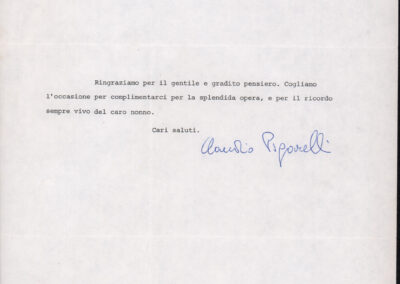 Ringraziamo per il gentile e gradito pensiero. Cogliamo
l'occasione per complimentarci per la splendida opera, e per il ricordo
sempre vivo del caro nonno.
Cari saluti.
Claudio Pigarelli